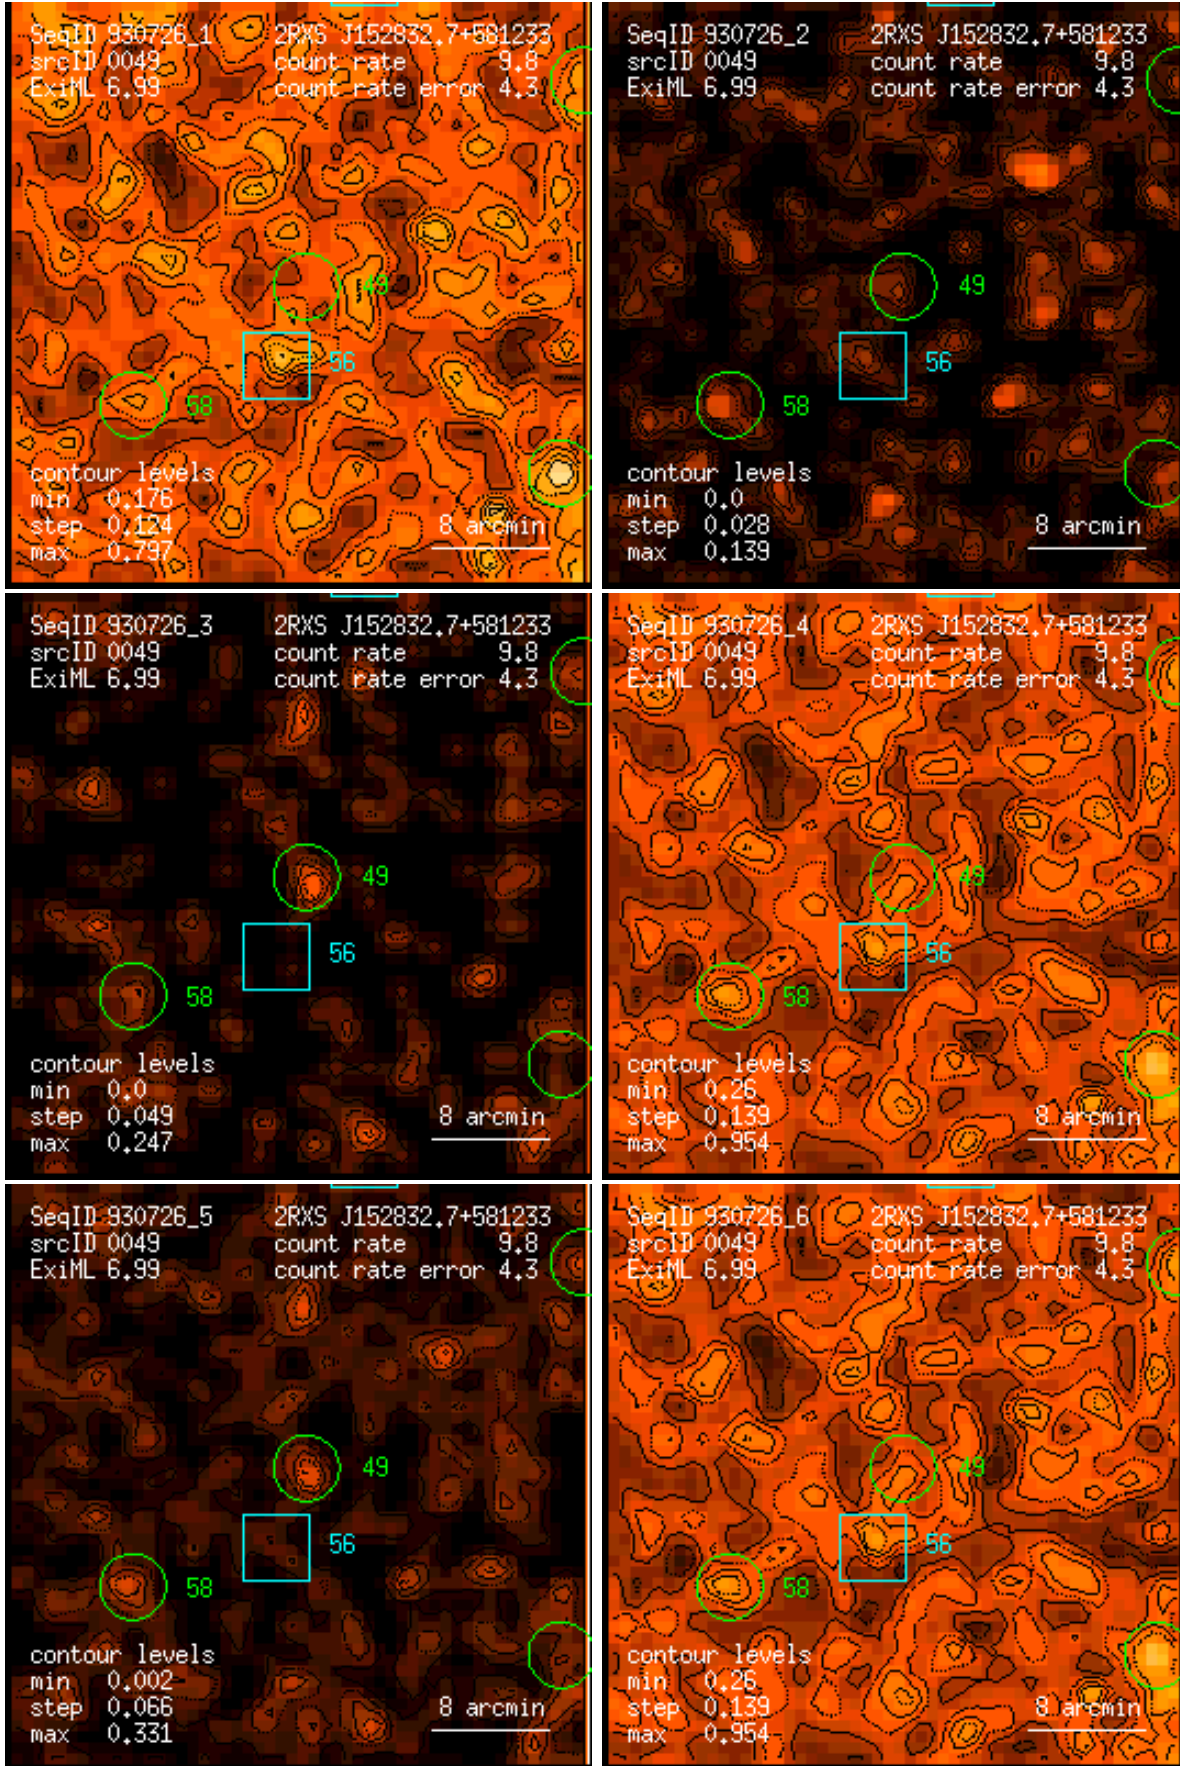 SeqID 930726_1 2RXS J152832.7+581233
srcID 0049 count rate 9.8
ExiML 6.99 count rate error 4.3
49
56
58
contour levels
min 0.176
step 0.124 8 arcmin
max 0.797
SeqID 930726_2 2RXS J152832.7+581233
srcID 0049 count rate 9.8
ExiML 6.99 count rate error 4.3
49
56
58
contour levels
min 0.0
step 0.028 8 arcmin
max 0.139
SeqID 930726_3 2RXS J152832.7+581233
srcID 0049 count rate 9.8
ExiML 6.99 count rate error 4.3
49
56
58
contour levels
min 0.0
step 0.049 8 arcmin
max 0.247
SeqID 930726_4 2RXS J152832.7+581233
srcID 0049 count rate 9.8
ExiML 6.99 count rate error 4.3
49
56
58
contour levels
min 0.26
step 0.139 8 arcmin
max 0.954
SeqID 930726_5 2RXS J152832.7+581233
srcID 0049 count rate 9.8
ExiML 6.99 count rate error 4.3
49
56
58
contour levels
min 0.002
step 0.066 8 arcmin
max 0.331
SeqID 930726_6 2RXS J152832.7+581233
srcID 0049 count rate 9.8
ExiML 6.99 count rate error 4.3
49
56
58
contour levels
min 0.26
step 0.139 8 arcmin
max 0.954